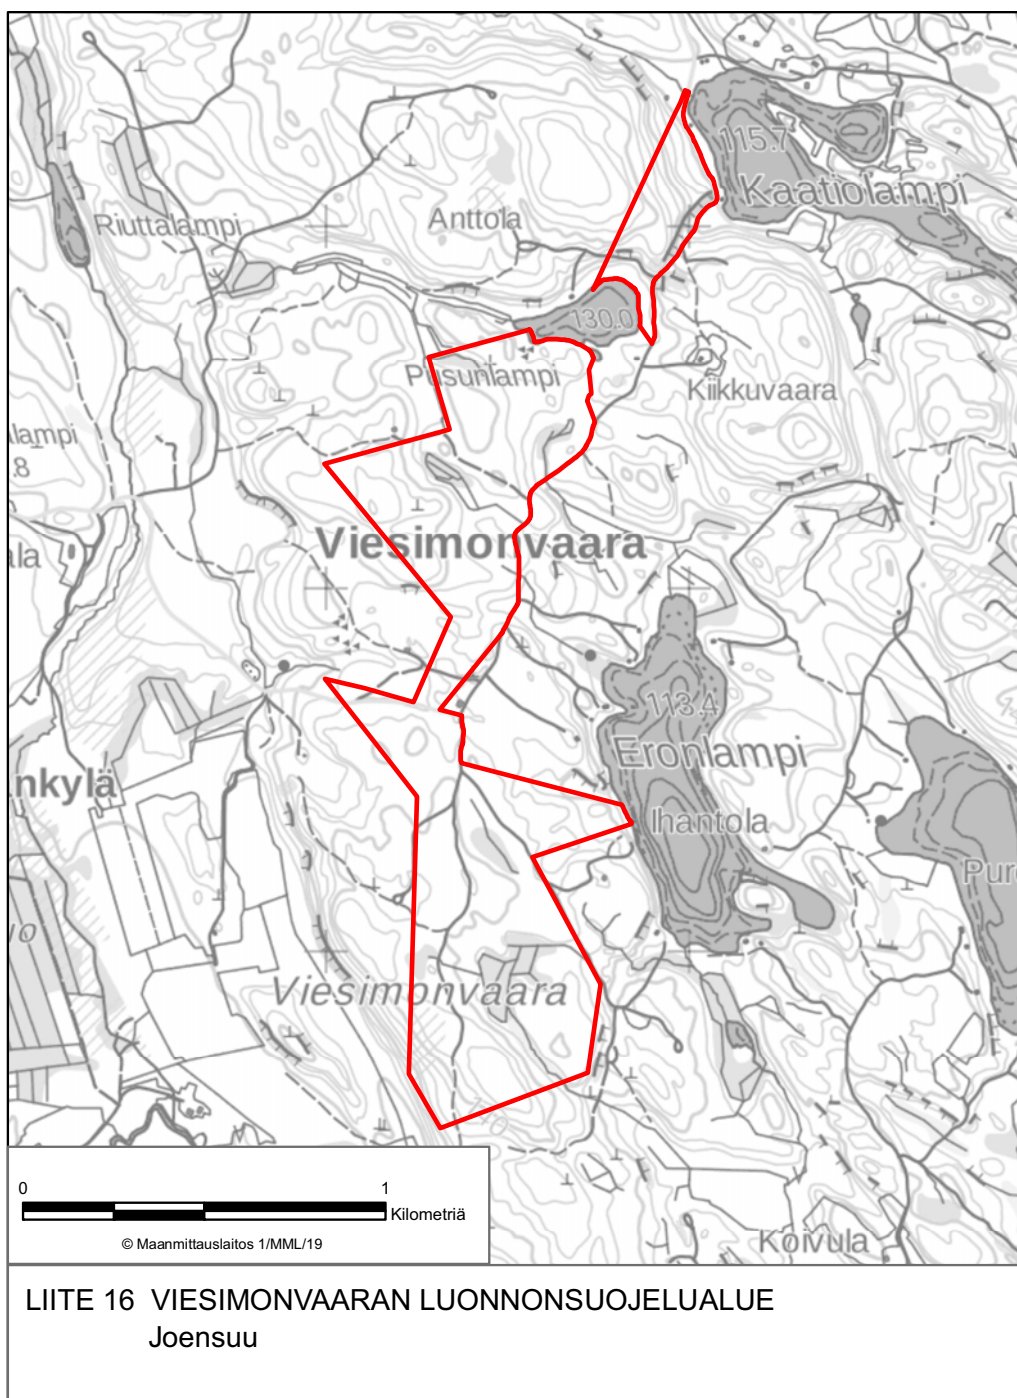 115.7
Kaatiolampi
Riuttalampi
Anttola
130.0
Pusunlampi
Kiikkuvaara
lampi
.8
Viesimonvaara
ala
113.4
Eronlampi
nkylä
Ihantola
Pur
Viesimonvaara
Koivula
0 1
Kilometriä
© Maanmittauslaitos 1/MML/19
LIITE 16 VIESIMONVAARAN LUONNONSUOJELUALUE
Joensuu